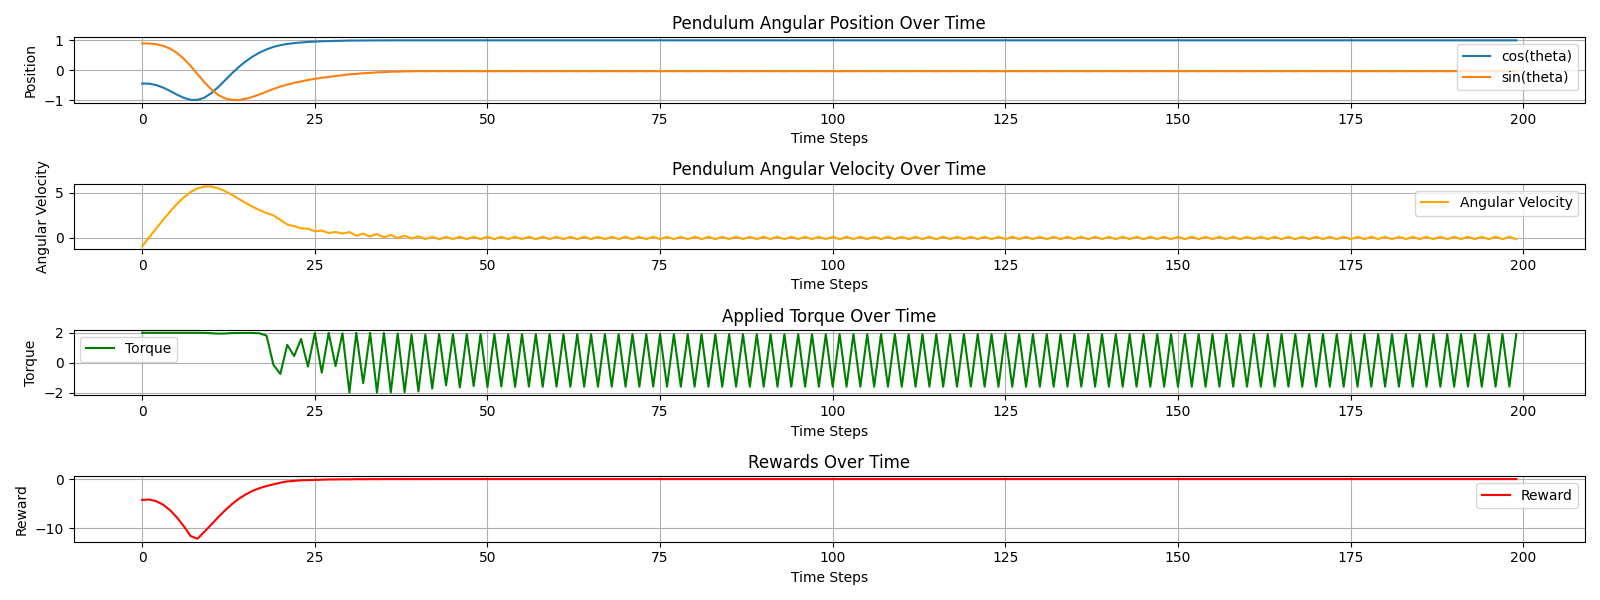 Pendulum Angular Position Over Time
Position
1
0
−1
cos(theta)
sin(theta)
0 25 50 75 100 125 150 175 200
Time Steps
Pendulum Angular Velocity Over Time
Angular Velocity
5
0
Angular Velocity
0 25 50 75 100 125 150 175 200
Time Steps
Applied Torque Over Time
Torque
2
0
−2
Torque
0 25 50 75 100 125 150 175 200
Time Steps
Rewards Over Time
Reward
0
−10
Reward
0 25 50 75 100 125 150 175 200
Time Steps